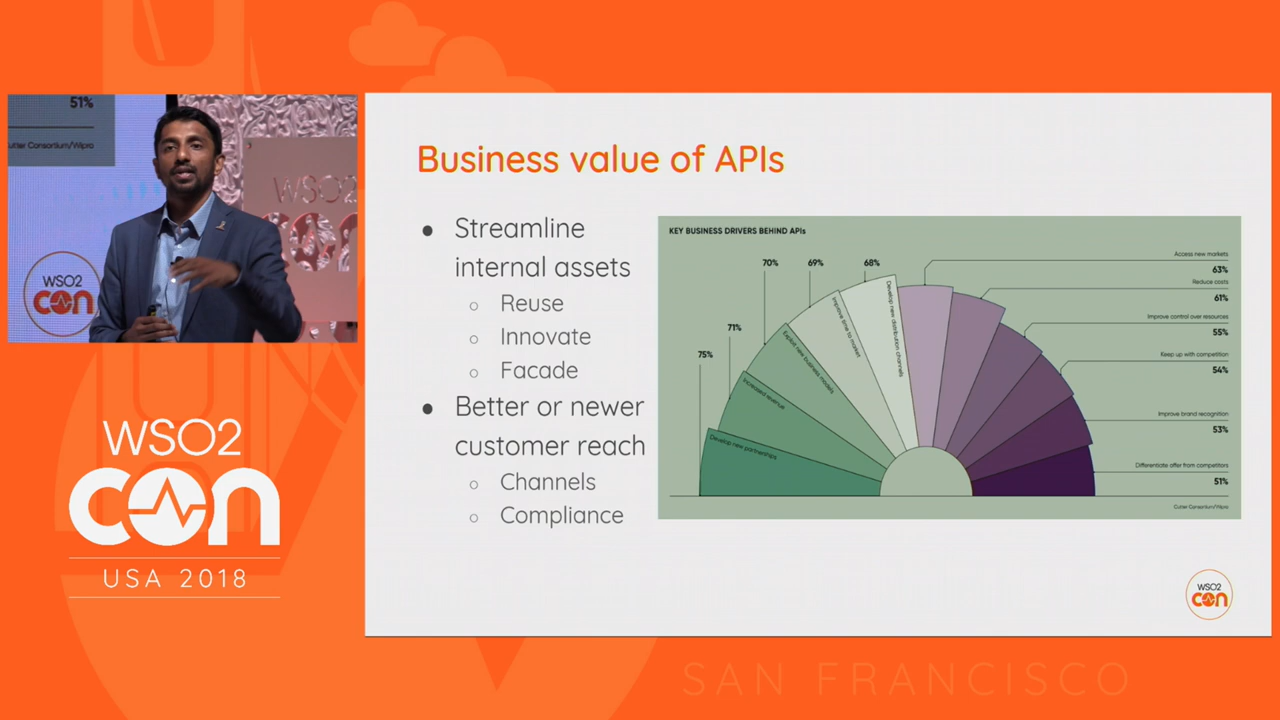 51%
Cutter Consortium/Wipro
WSO2
WSO2
con
WSO2
con
USA 2018
Business value of APIs
● Streamline
internal assets
○ Reuse
○ Innovate
○ Facade
● Better or newer
customer reach
○ Channels
○ Compliance
KEY BUSINESS DRIVERS BEHIND APIs
75%
Develop new partnerships
71%
Increased revenue
70%
Exploit new business models
69%
Improve time to market
68%
Develop new distribution channels
Access new markets
63%
Reduce costs
61%
Improve control over resources
55%
Keep up with competition
54%
Improve brand recognition
53%
Differentiate offer from competitors
51%
Cutter Consortium/Wipro
WSO2
con
SAN FRANCISCO